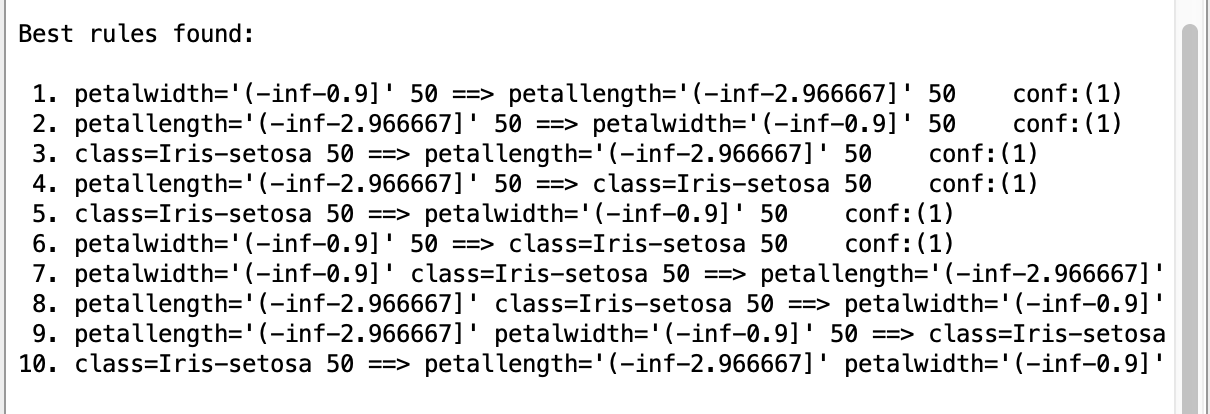 Best rules found:
1. petalwidth='(-inf-0.9]' 50 ==> petallength='(-inf-2.966667]' 50    conf:(1)
2. petallength='(-inf-2.966667]' 50 ==> petalwidth='(-inf-0.9]' 50    conf:(1)
3. class=Iris-setosa 50 ==> petallength='(-inf-2.966667]' 50    conf:(1)
4. petallength='(-inf-2.966667]' 50 ==> class=Iris-setosa 50    conf:(1)
5. class=Iris-setosa 50 ==> petalwidth='(-inf-0.9]' 50    conf:(1)
6. petalwidth='(-inf-0.9]' 50 ==> class=Iris-setosa 50    conf:(1)
7. petalwidth='(-inf-0.9]' class=Iris-setosa 50 ==> petallength='(-inf-2.966667]'
8. petallength='(-inf-2.966667]' class=Iris-setosa 50 ==> petalwidth='(-inf-0.9]'
9. petallength='(-inf-2.966667]' petalwidth='(-inf-0.9]' 50 ==> class=Iris-setosa
10. class=Iris-setosa 50 ==> petallength='(-inf-2.966667]' petalwidth='(-inf-0.9]'